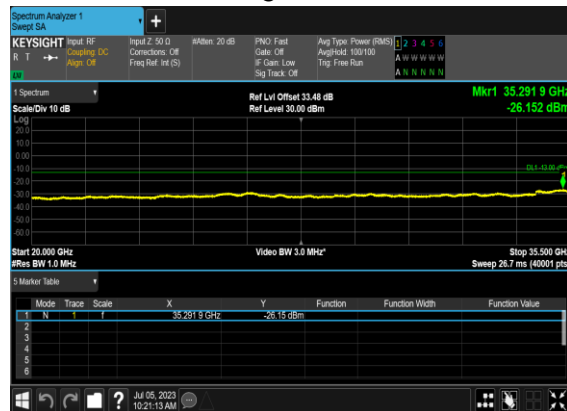 Spectrum Analyzer 1
Swept SA
+
KEYSIGHT Input: RF
R T Coupling: DC
Align: Off
LW
Input Z: 50 Ω
Corrections: Off
Freq Ref: Int (S)
#Atten: 20 dB
PNO: Fast
Gate: Off
IF Gain: Low
Sig Track: Off
Avg Type: Power (RMS)
Avg|Hold: 100/100
Trig: Free Run
1 2 3 4 5 6
A W W W W W
A N N N N N
1 Spectrum
Scale/Div 10 dB
Ref Lvl Offset 33.48 dB
Ref Level 30.00 dBm
Mkr1 35.291 9 GHz
-26.152 dBm
Log
20.0
10.0
0.00
-10.0
-20.0
-30.0
-40.0
-50.0
-60.0
DL1 -13.00 dBm
1
Start 20.000 GHz
#Res BW 1.0 MHz
Video BW 3.0 MHz*
Stop 35.500 GHz
Sweep 26.7 ms (40001 pts)
5 Marker Table
Mode Trace Scale X Y Function Function Width Function Value
1 N 1 f 35.291 9 GHz -26.15 dBm
2
3
4
5
6
? Jul 05, 2023
10:21:13 AM